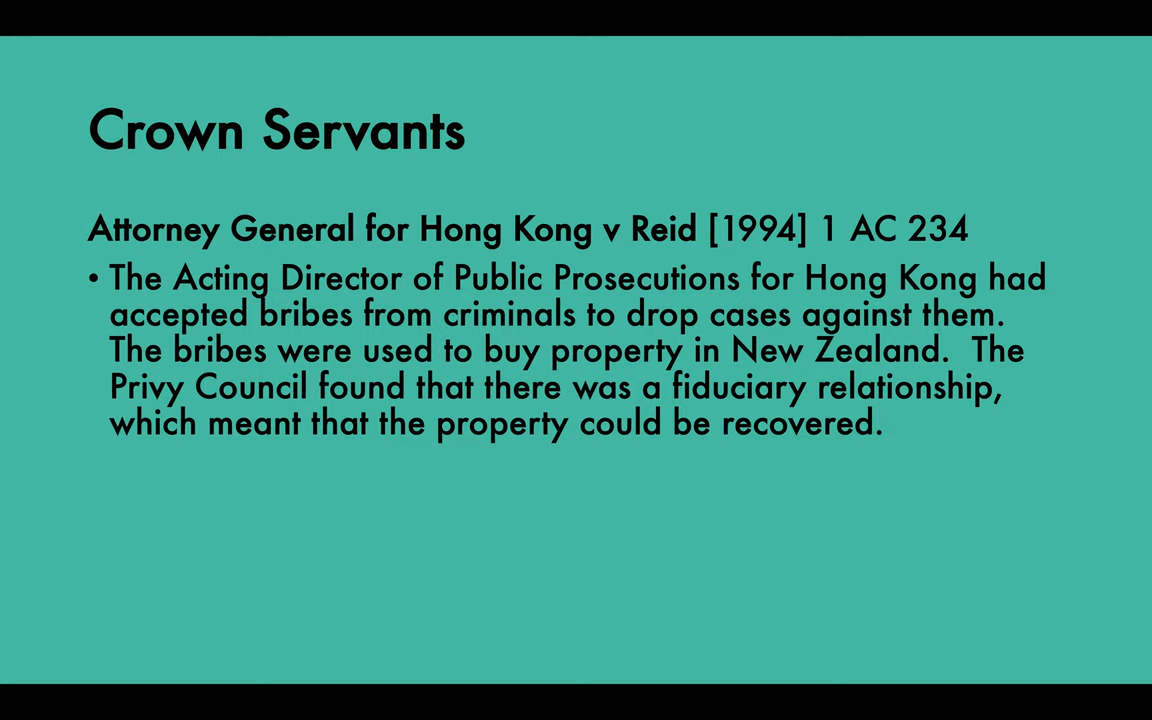 Crown Servants
Attorney General for Hong Kong v Reid [1994] 1 AC 234
• The Acting Director of Public Prosecutions for Hong Kong had
accepted bribes from criminals to drop cases against them.
The bribes were used to buy property in New Zealand.  The
Privy Council found that there was a fiduciary relationship,
which meant that the property could be recovered.